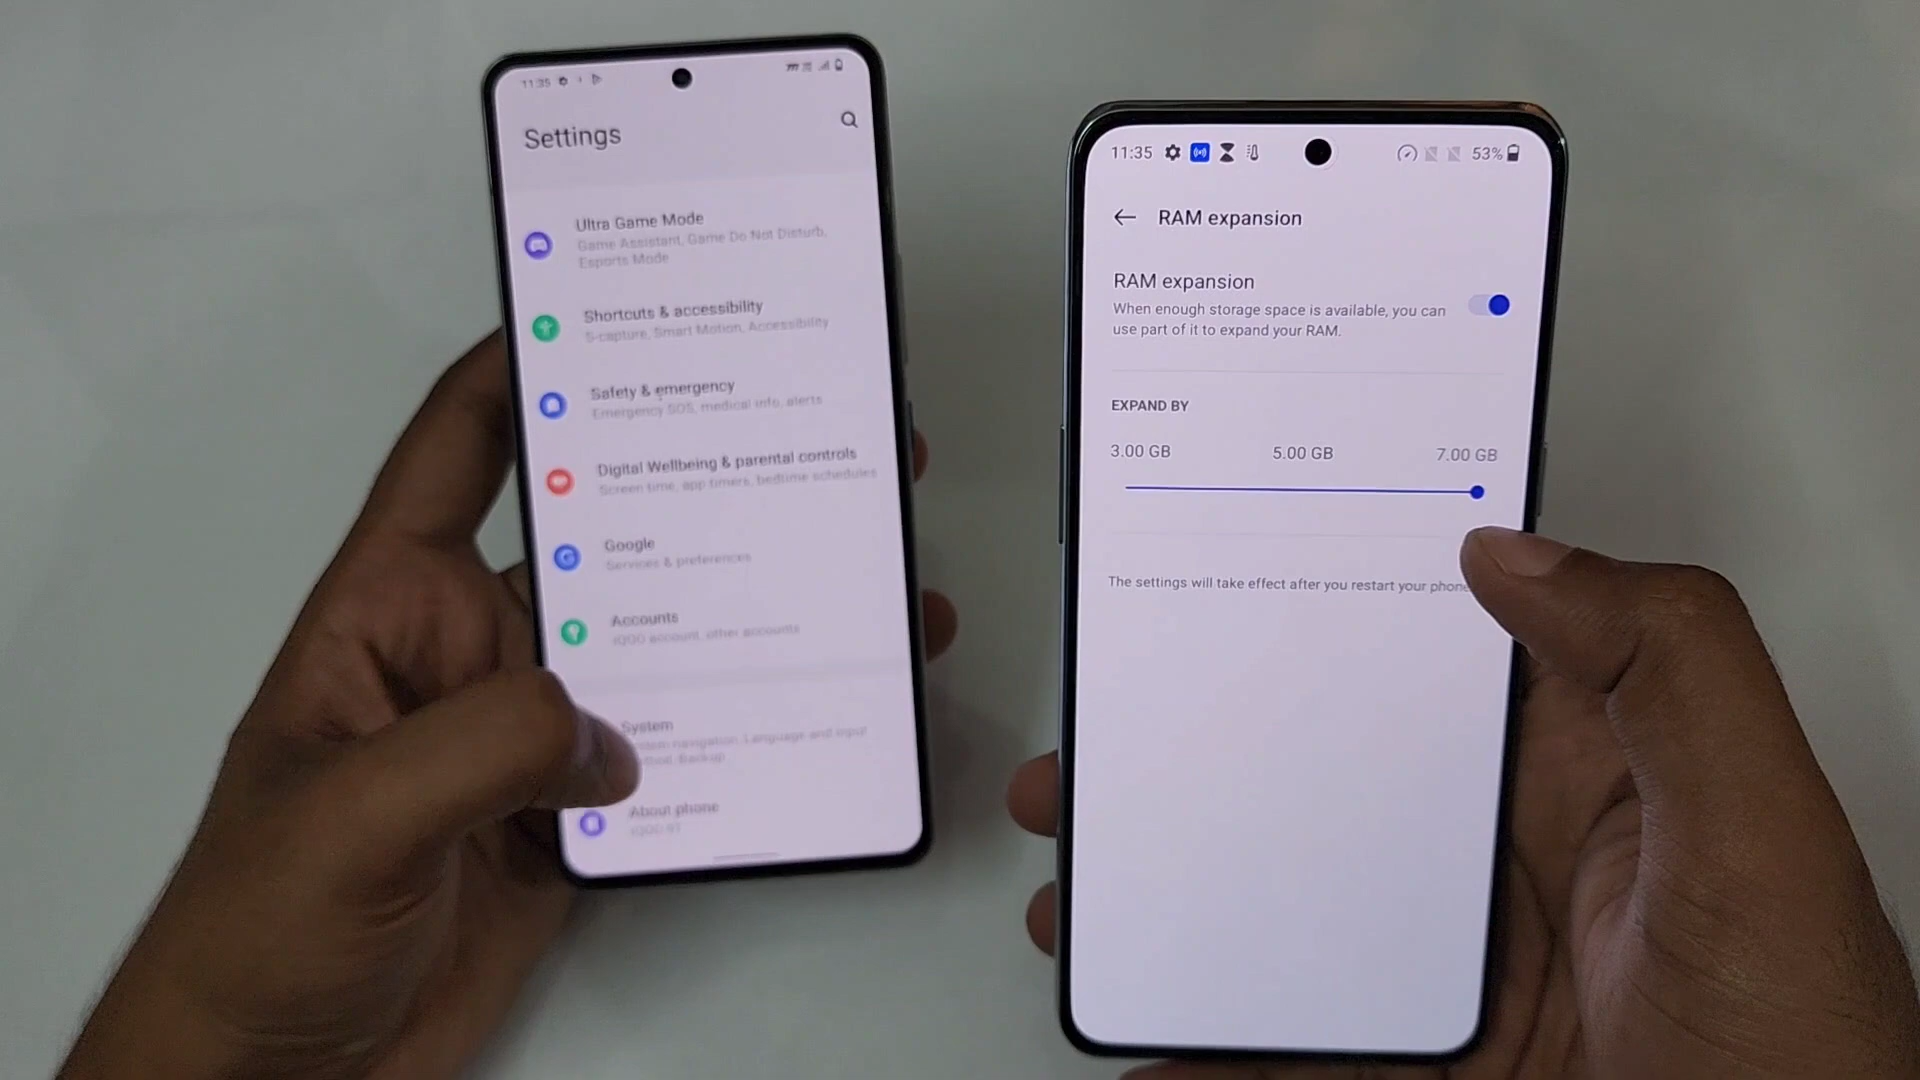 11:35
Settings
Ultra Game Mode
Game Assistant, Game Do Not Disturb,
Esports Mode
Shortcuts & accessibility
S-capture, Smart Motion, Accessibility
Safety & emergency
Emergency SOS, medical info, alerts
Digital Wellbeing & parental controls
Screen time, app timers, bedtime schedules
Google
Services & preferences
Accounts
iQOO account, other accounts
System
navigation, Language and input
Backup
About phone
11:35
53%
RAM expansion
RAM expansion
When enough storage space is available, you can
use part of it to expand your RAM.
EXPAND BY
3.00 GB 5.00 GB 7.00 GB
The settings will take effect after you restart your phone